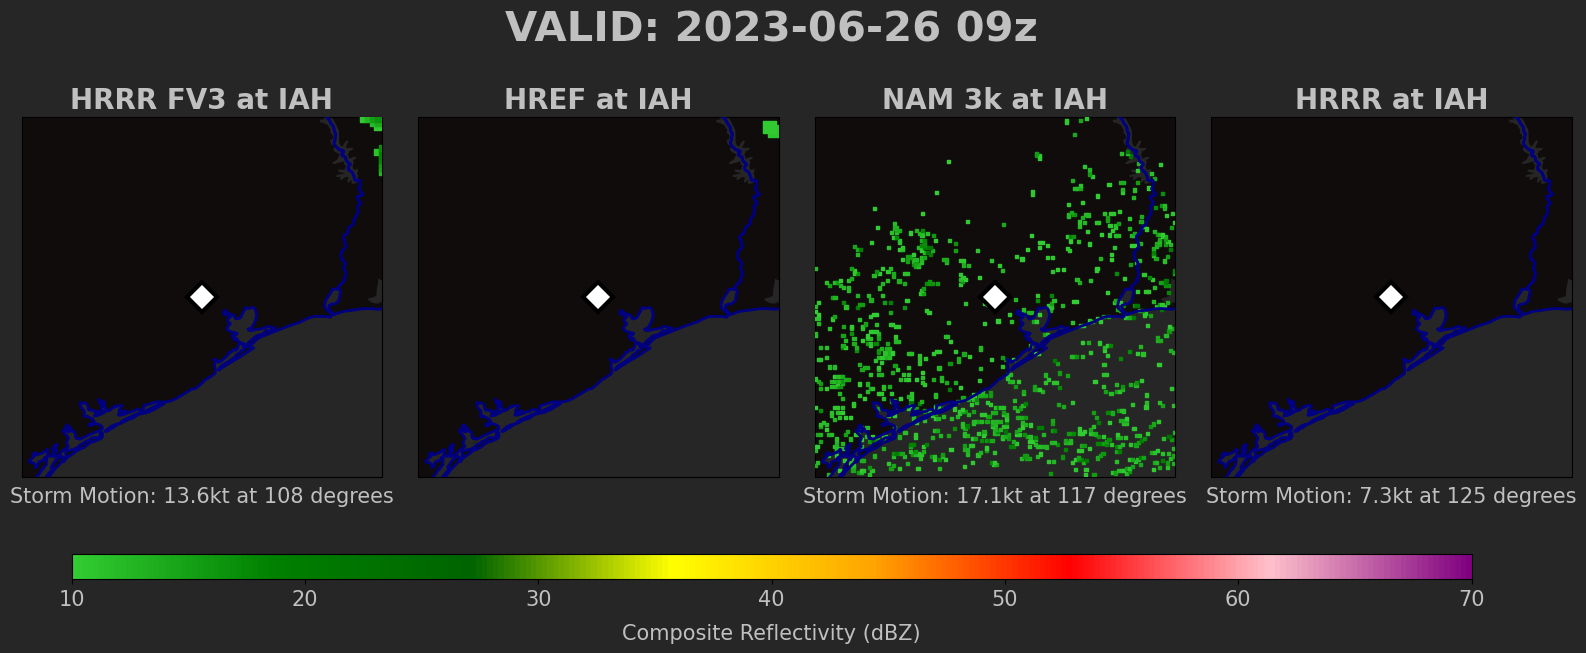 VALID: 2023-06-26 09z
HRRR FV3 at IAH
HREF at IAH
NAM 3k at IAH
HRRR at IAH
Storm Motion: 13.6kt at 108 degrees
Storm Motion: 17.1kt at 117 degrees
Storm Motion: 7.3kt at 125 degrees
10 20 30 40 50 60 70
Composite Reflectivity (dBZ)